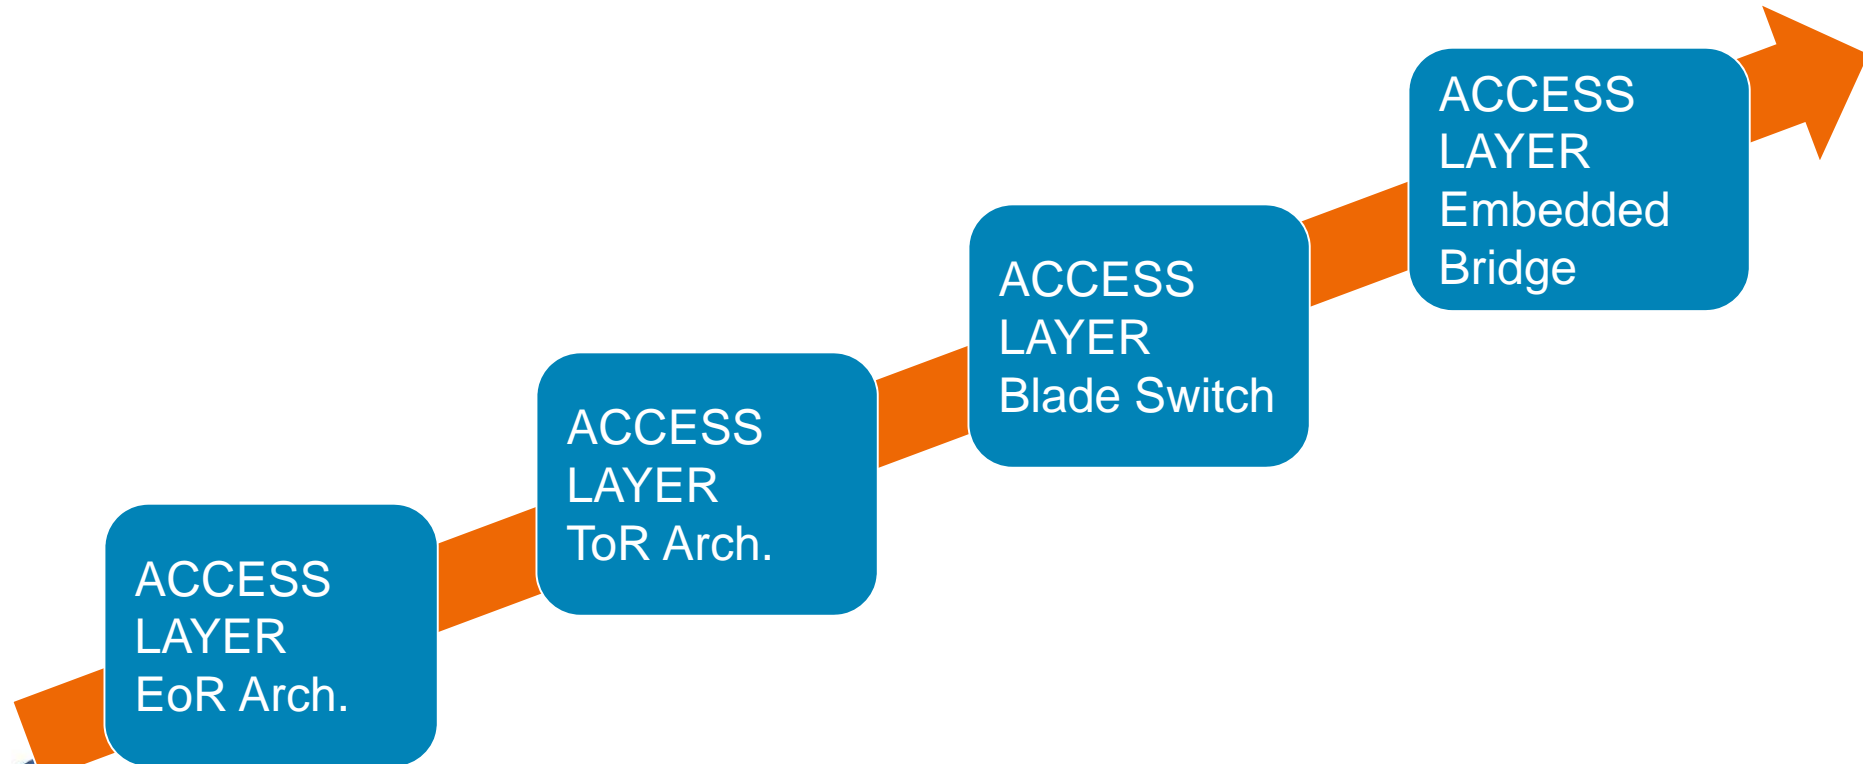 ACCESS
LAYER
EoR Arch.
ACCESS
LAYER
ToR Arch.
ACCESS
LAYER
Blade Switch
ACCESS
LAYER
Embedded
Bridge